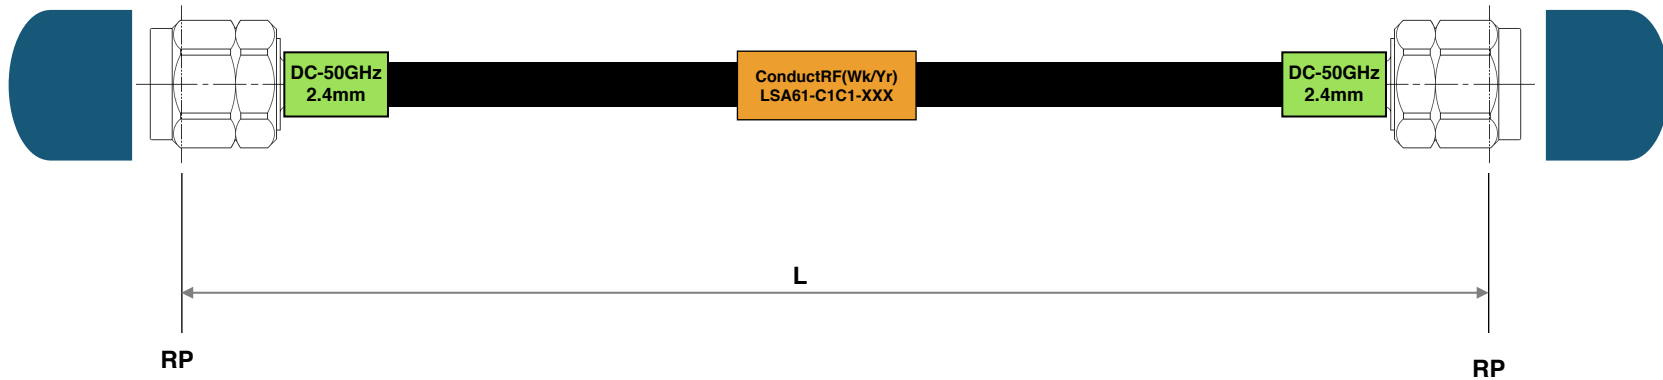 DC-50GHz
2.4mm
ConductRF(Wk/Yr)
LSA61-C1C1-XXX
DC-50GHz
2.4mm
L
RP
RP